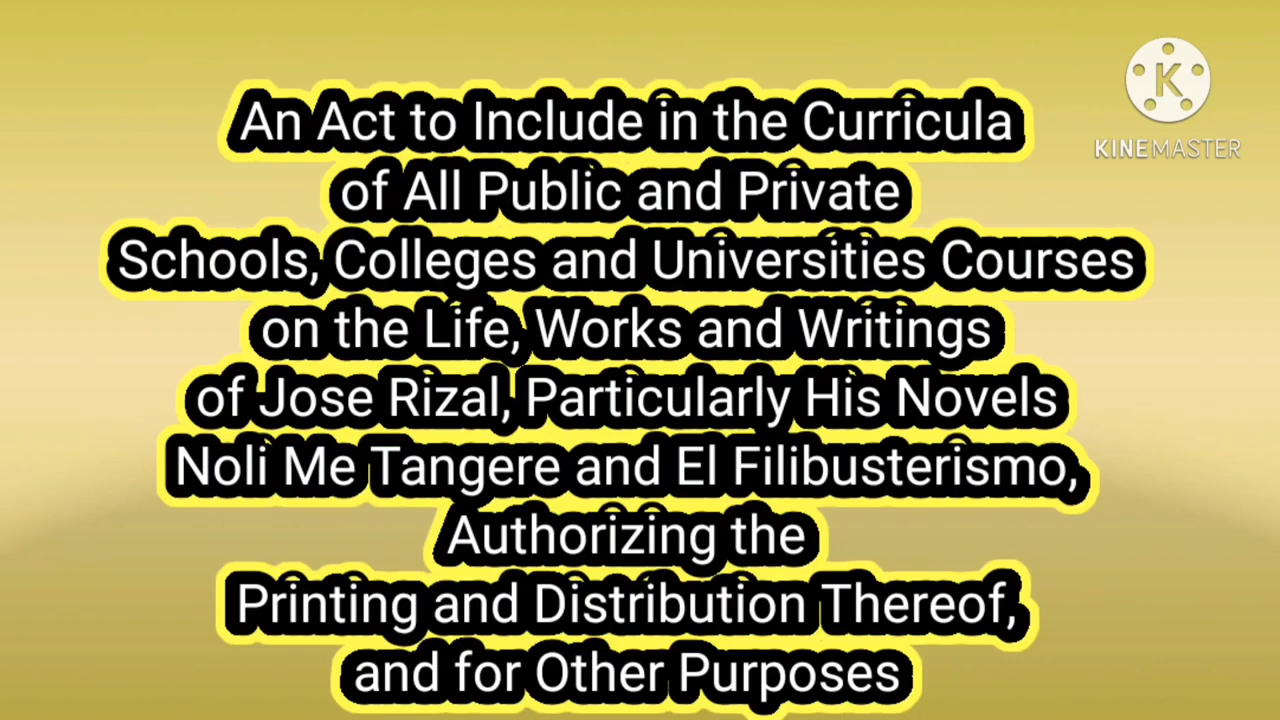 An Act to Include in the Curricula
of All Public and Private
Schools, Colleges and Universities Courses
on the Life, Works and Writings
of Jose Rizal, Particularly His Novels
Noli Me Tangere and El Filibusterismo,
Authorizing the
Printing and Distribution Thereof,
and for Other Purposes
K
KINEMASTER